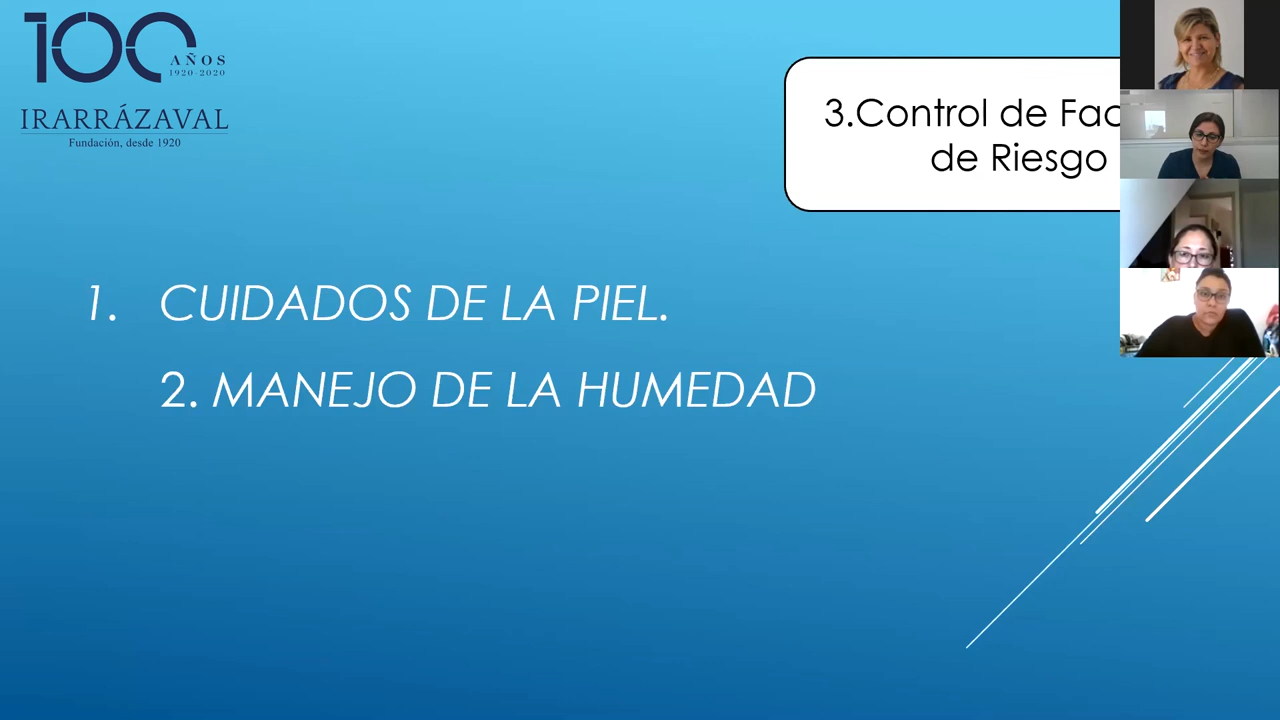 100
AÑOS
1920-2020
IRARRÁZAVAL
Fundación, desde 1920
3.Control de
de Riesgo
1. CUIDADOS DE LA PIEL.
2. MANEJO DE LA HUMEDAD